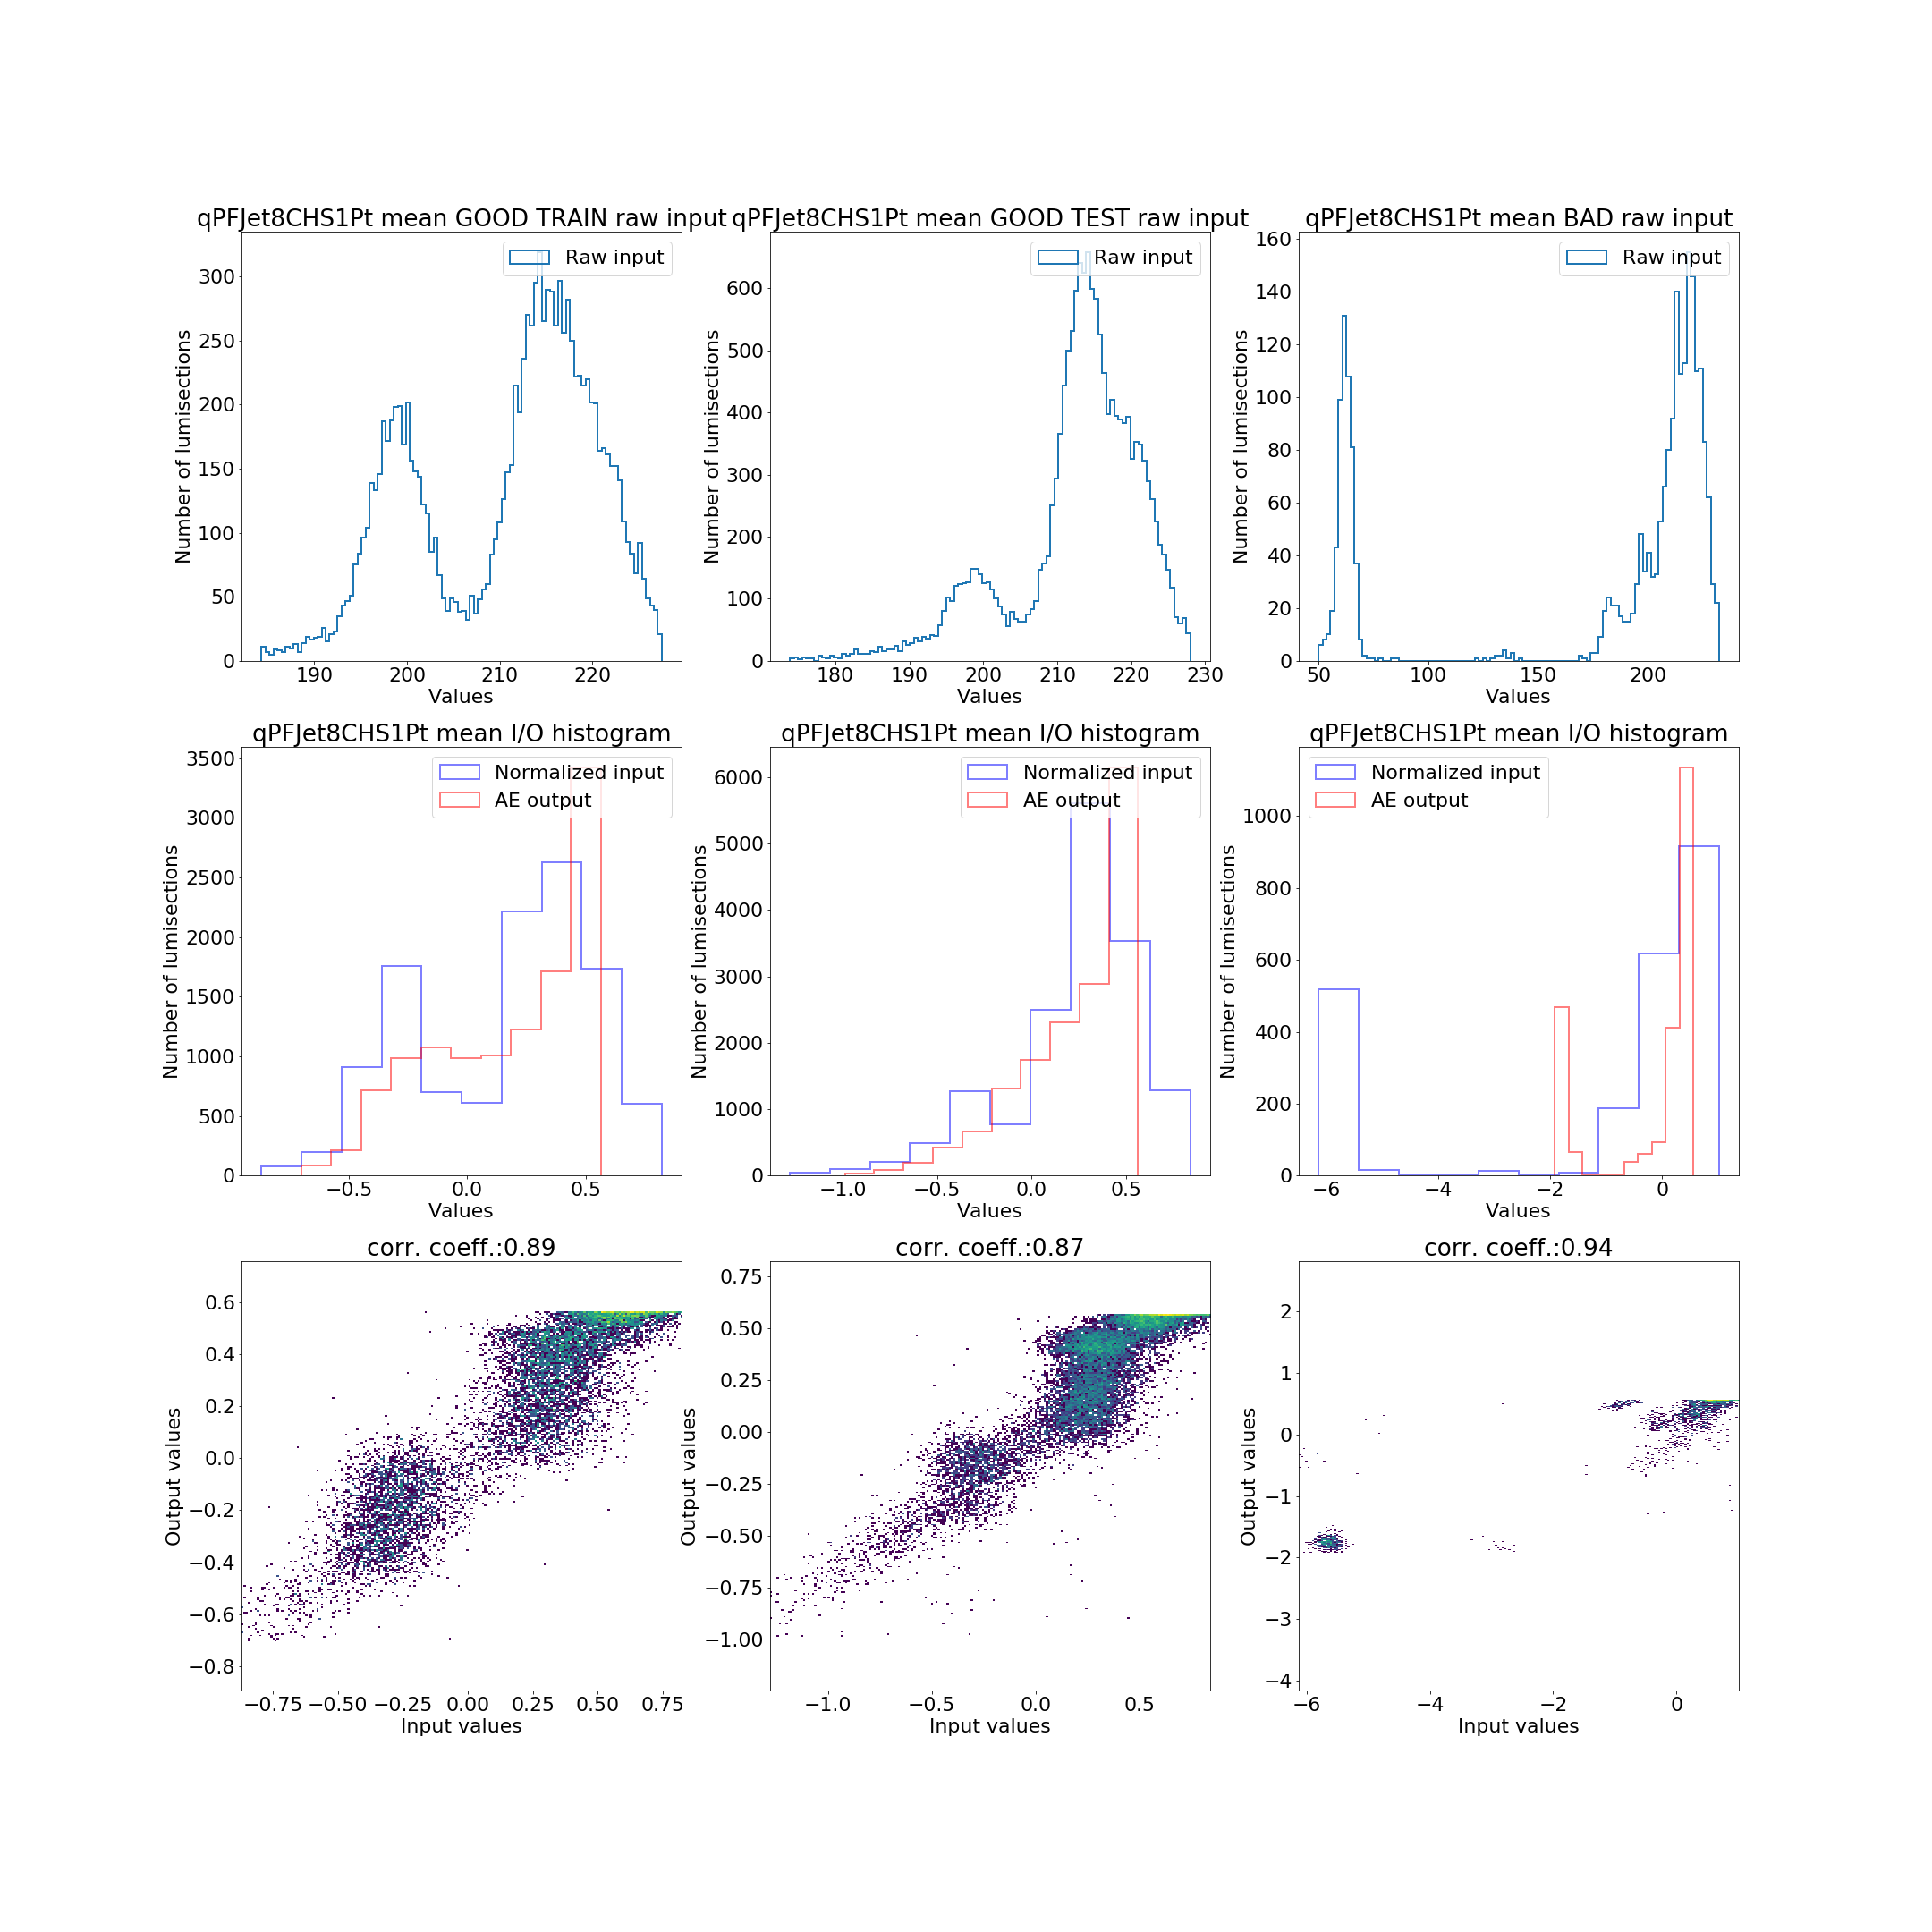 qPFJet8CHS1Pt mean GOOD TRAIN raw input
Raw input
Number of lumisections
300
250
200
150
100
50
0
190 200 210 220
Values
qPFJet8CHS1Pt mean GOOD TEST raw input
Raw input
Number of lumisections
600
500
400
300
200
100
0
180 190 200 210 220 230
Values
qPFJet8CHS1Pt mean BAD raw input
Raw input
Number of lumisections
160
140
120
100
80
60
40
20
0
50 100 150 200
Values
qPFJet8CHS1Pt mean I/O histogram
Normalized input
AE output
Number of lumisections
3500
3000
2500
2000
1500
1000
500
0
−0.5 0.0 0.5
Values
qPFJet8CHS1Pt mean I/O histogram
Normalized input
AE output
Number of lumisections
6000
5000
4000
3000
2000
1000
0
−1.0 −0.5 0.0 0.5
Values
qPFJet8CHS1Pt mean I/O histogram
Normalized input
AE output
Number of lumisections
1000
800
600
400
200
0
−6 −4 −2 0
Values
corr. coeff.:0.89
Output values
0.6
0.4
0.2
0.0
−0.2
−0.4
−0.6
−0.8
−0.75 −0.50 −0.25 0.00 0.25 0.50 0.75
Input values
corr. coeff.:0.87
Output values
0.75
0.50
0.25
0.00
−0.25
−0.50
−0.75
−1.00
−1.0 −0.5 0.0 0.5
Input values
corr. coeff.:0.94
Output values
2
1
0
−1
−2
−3
−4
−6 −4 −2 0
Input values